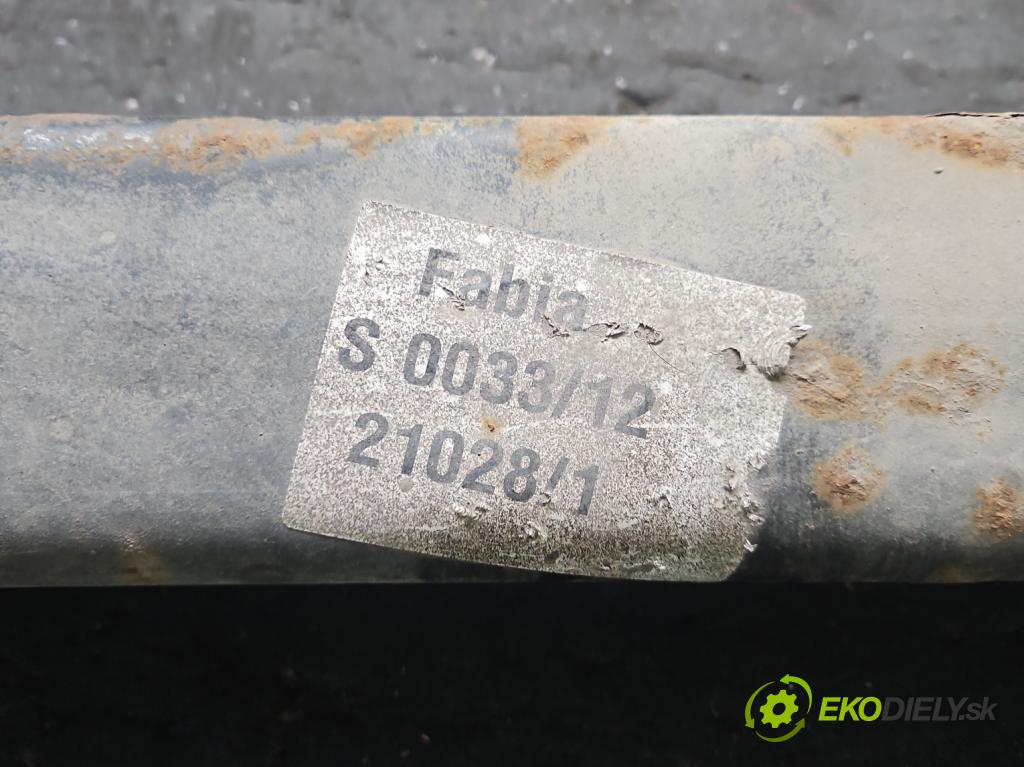 Fabia
S 0033/12
21028/1
EKODIELY.sk